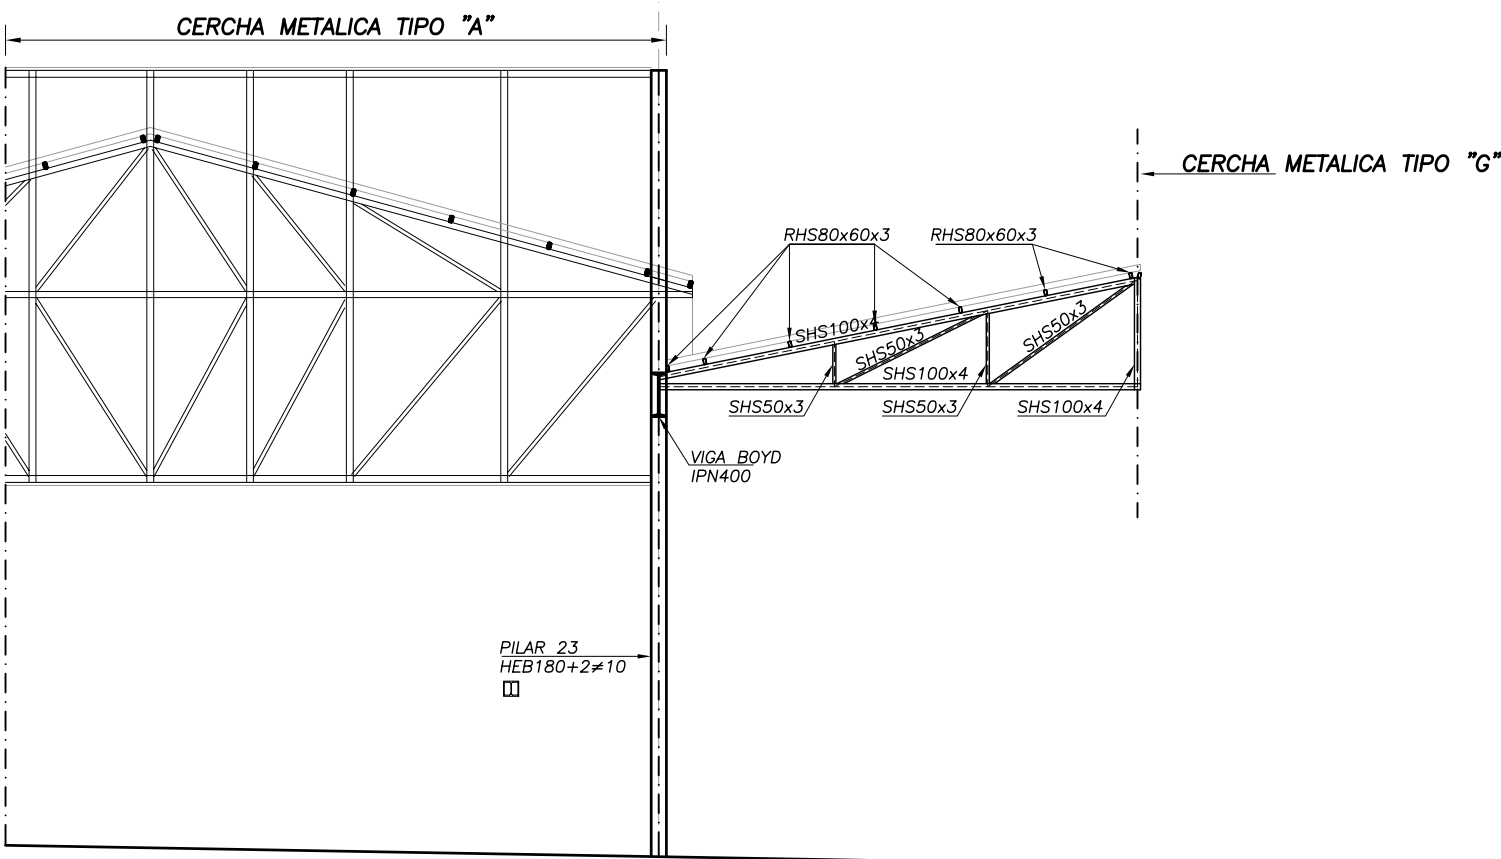 CERCHA METALICA TIPO "A"
CERCHA METALICA TIPO "G"
RHS80x60x3
RHS80x60x3
SHS100x4
SHS50x3
SHS50x3
SHS100x4
SHS50x3
SHS50x3
SHS100x4
VIGA BOYD
IPN400
PILAR 23
HEB180+2≠10